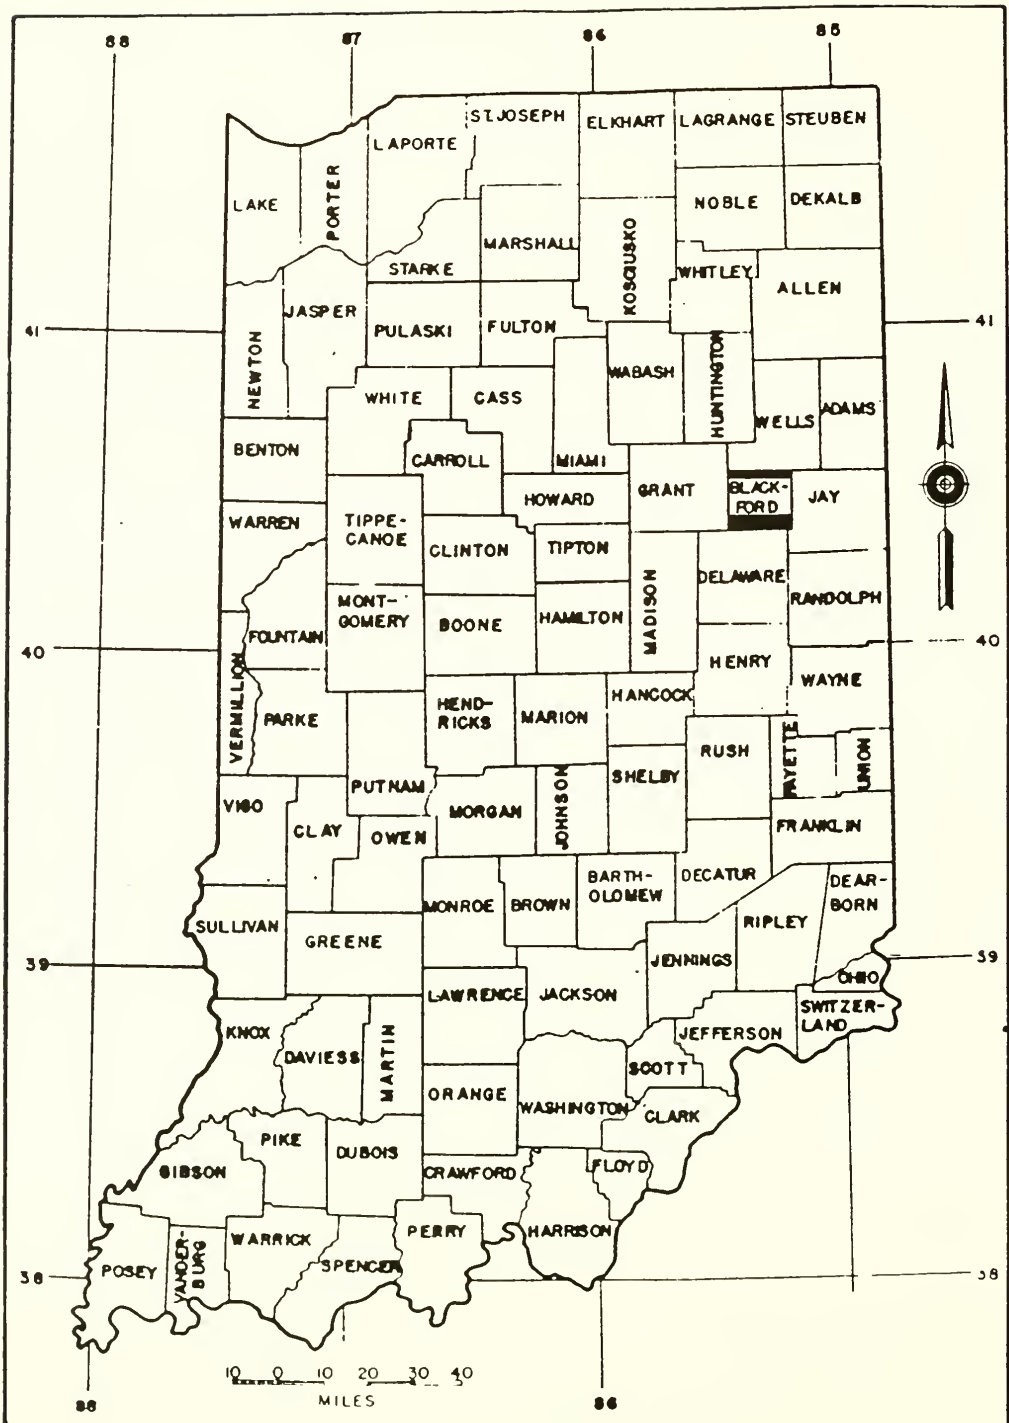 88 87 86 85
ST. JOSEPH ELKHART LAGRANGE STEUBEN
LAPORTE
LAKE
PORTER
NOBLE DEKALB
MARSHALL
KOSCIUSKO
STARKE
WHITLEY
ALLEN
JASPER
41
PULASKI FULTON
41
NEWTON
WABASH
HUNTINGTON
WHITE CASS
WELLS ADAMS
BENTON
CARROLL MIAMI
GRANT
BLACK-
FORD
JAY
HOWARD
WARREN
TIPPE-
CANOE
CLINTON
TIPTON
DELAWARE
RANDOLPH
MONT-
GOMERY
BOONE
HAMILTON
MADISON
FOUNTAIN
40
40
HENRY
WAYNE
VERMILLION
PARKE
HEND-
RICKS
MARION
HANCOCK
RUSH
FAYETTE
UNION
PUTNAM
SHELBY
VIGO
CLAY
OWEN
MORGAN
JOHNSON
FRANKLIN
DECATUR
BARTH-
OLOMEW
DEAR-
BORN
MONROE BROWN
RIPLEY
SULLIVAN
GREENE
39
39
JENNINGS
OHIO
LAWRENCE JACKSON
SWITZER-
LAND
KNOX
DAVIESS
MARTIN
JEFFERSON
SCOTT
ORANGE
WASHINGTON
CLARK
PIKE
DUBOIS
GIBSON
CRAWFORD
FLOYD
WARRICK
PERRY
HARRISON
POSEY
VANDER-
BURG
SPENCER
38
38
10 0 10 20 30 40
MILES
88 86